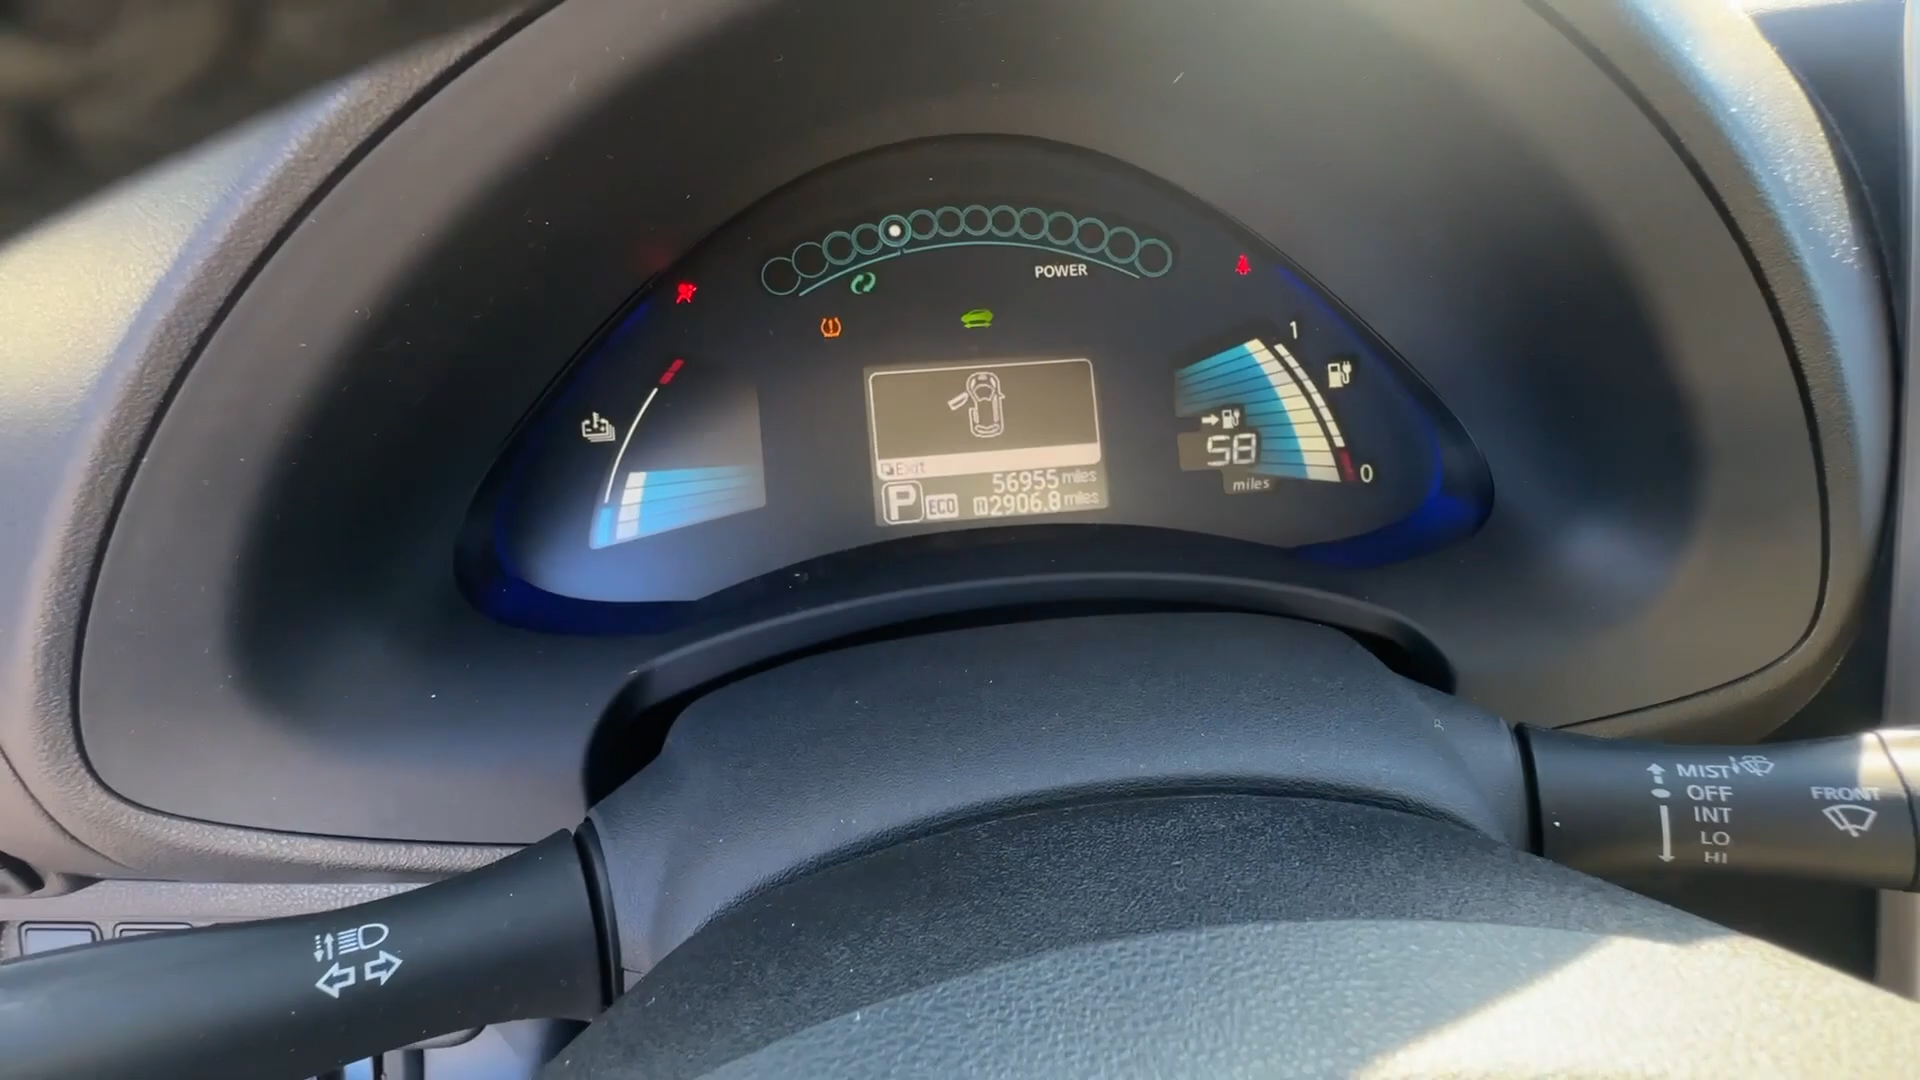 POWER
1
58
0
miles
Exit
56955 miles
P ECO A 2906.8 miles
MIST
OFF
INT
LO
HI
FRONT